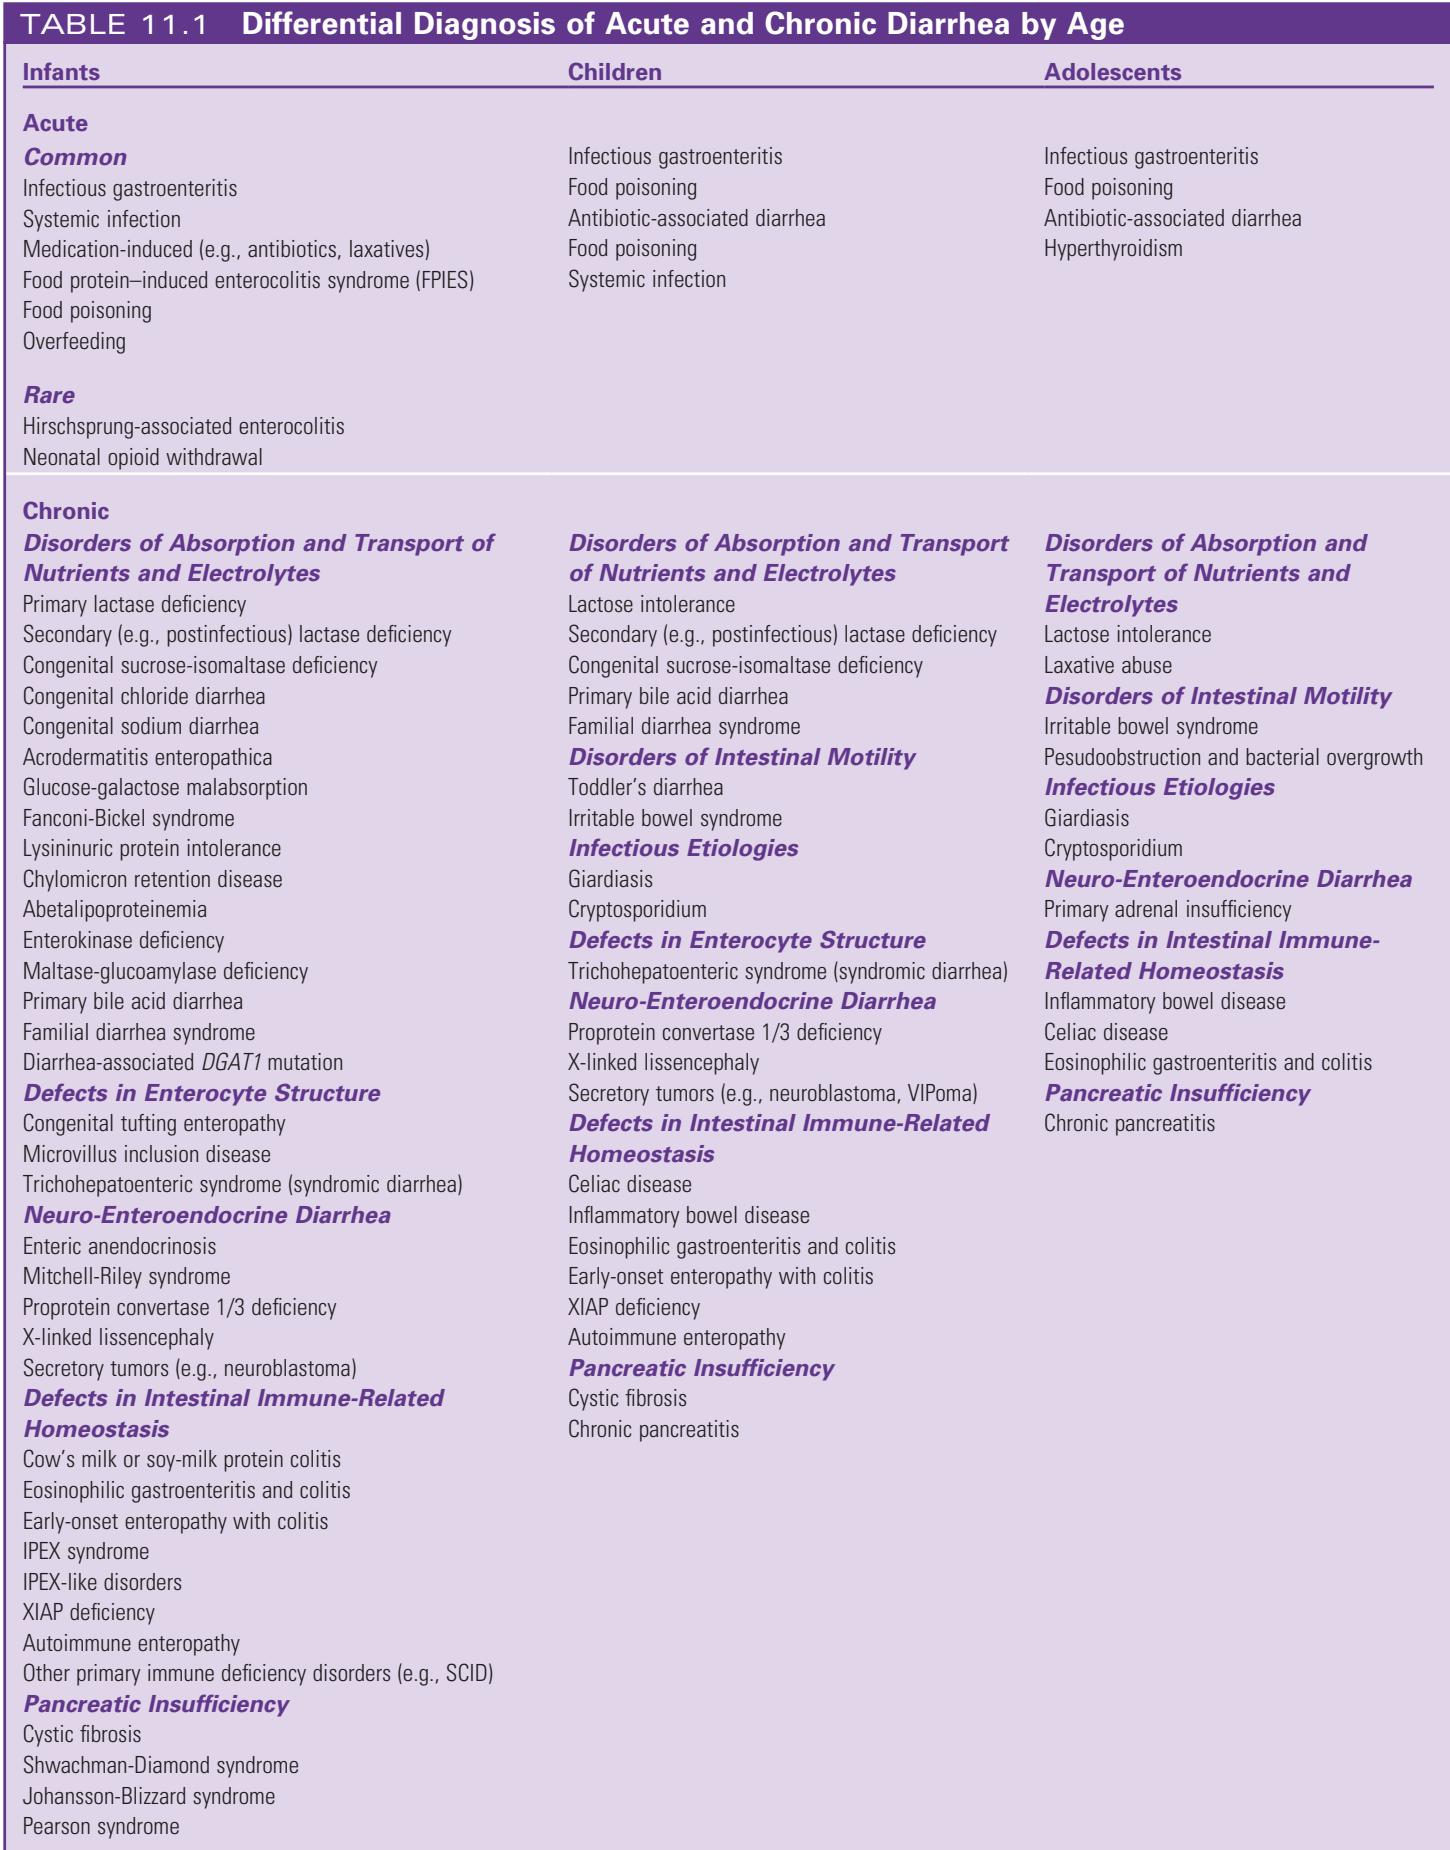 TABLE 11.1 Differential Diagnosis of Acute and Chronic Diarrhea by Age
Infants
Acute
Common
Infectious gastroenteritis
Systemic infection
Medication-induced (e.g., antibiotics, laxatives)
Food protein–induced enterocolitis syndrome (FPIES)
Food poisoning
Overfeeding
Rare
Hirschsprung-associated enterocolitis
Neonatal opioid withdrawal
Children
Infectious gastroenteritis
Food poisoning
Antibiotic-associated diarrhea
Food poisoning
Systemic infection
Adolescents
Infectious gastroenteritis
Food poisoning
Antibiotic-associated diarrhea
Hyperthyroidism
Chronic
Disorders of Absorption and Transport of
Nutrients and Electrolytes
Primary lactase deficiency
Secondary (e.g., postinfectious) lactase deficiency
Congenital sucrose-isomaltase deficiency
Congenital chloride diarrhea
Congenital sodium diarrhea
Acrodermatitis enteropathica
Glucose-galactose malabsorption
Fanconi-Bickel syndrome
Lysininuric protein intolerance
Chylomicron retention disease
Abetalipoproteinemia
Enterokinase deficiency
Maltase-glucoamylase deficiency
Primary bile acid diarrhea
Familial diarrhea syndrome
Diarrhea-associated DGAT1 mutation
Defects in Enterocyte Structure
Congenital tufting enteropathy
Microvillus inclusion disease
Trichohepatoenteric syndrome (syndromic diarrhea)
Neuro-Enteroendocrine Diarrhea
Enteric anendocrinosis
Mitchell-Riley syndrome
Proprotein convertase 1/3 deficiency
X-linked lissencephaly
Secretory tumors (e.g., neuroblastoma)
Defects in Intestinal Immune-Related
Homeostasis
Cow's milk or soy-milk protein colitis
Eosinophilic gastroenteritis and colitis
Early-onset enteropathy with colitis
IPEX syndrome
IPEX-like disorders
XIAP deficiency
Autoimmune enteropathy
Other primary immune deficiency disorders (e.g., SCID)
Pancreatic Insufficiency
Cystic fibrosis
Shwachman-Diamond syndrome
Johansson-Blizzard syndrome
Pearson syndrome
Disorders of Absorption and Transport
of Nutrients and Electrolytes
Lactose intolerance
Secondary (e.g., postinfectious) lactase deficiency
Congenital sucrose-isomaltase deficiency
Primary bile acid diarrhea
Familial diarrhea syndrome
Disorders of Intestinal Motility
Toddler's diarrhea
Irritable bowel syndrome
Infectious Etiologies
Giardiasis
Cryptosporidium
Defects in Enterocyte Structure
Trichohepatoenteric syndrome (syndromic diarrhea)
Neuro-Enteroendocrine Diarrhea
Proprotein convertase 1/3 deficiency
X-linked lissencephaly
Secretory tumors (e.g., neuroblastoma, VIPoma)
Defects in Intestinal Immune-Related
Homeostasis
Celiac disease
Inflammatory bowel disease
Eosinophilic gastroenteritis and colitis
Early-onset enteropathy with colitis
XIAP deficiency
Autoimmune enteropathy
Pancreatic Insufficiency
Cystic fibrosis
Chronic pancreatitis
Disorders of Absorption and
Transport of Nutrients and
Electrolytes
Lactose intolerance
Laxative abuse
Disorders of Intestinal Motility
Irritable bowel syndrome
Pesudoobstruction and bacterial overgrowth
Infectious Etiologies
Giardiasis
Cryptosporidium
Neuro-Enteroendocrine Diarrhea
Primary adrenal insufficiency
Defects in Intestinal Immune-
Related Homeostasis
Inflammatory bowel disease
Celiac disease
Eosinophilic gastroenteritis and colitis
Pancreatic Insufficiency
Chronic pancreatitis